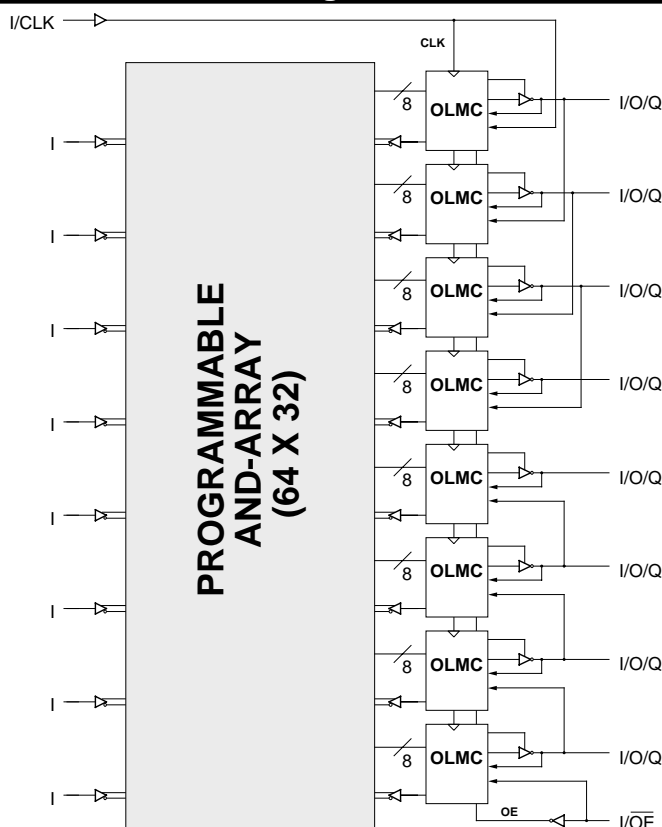 I/CLK
CLK
8
OLMC
I/O/Q
I
8
OLMC
I/O/Q
I
8
OLMC
I/O/Q
I
8
OLMC
I/O/Q
I
8
OLMC
I/O/Q
I
8
OLMC
I/O/Q
I
8
OLMC
I/O/Q
I
8
OLMC
I/O/Q
I
PROGRAMMABLE
AND-ARRAY
(64 X 32)
OE
I/O̅E̅